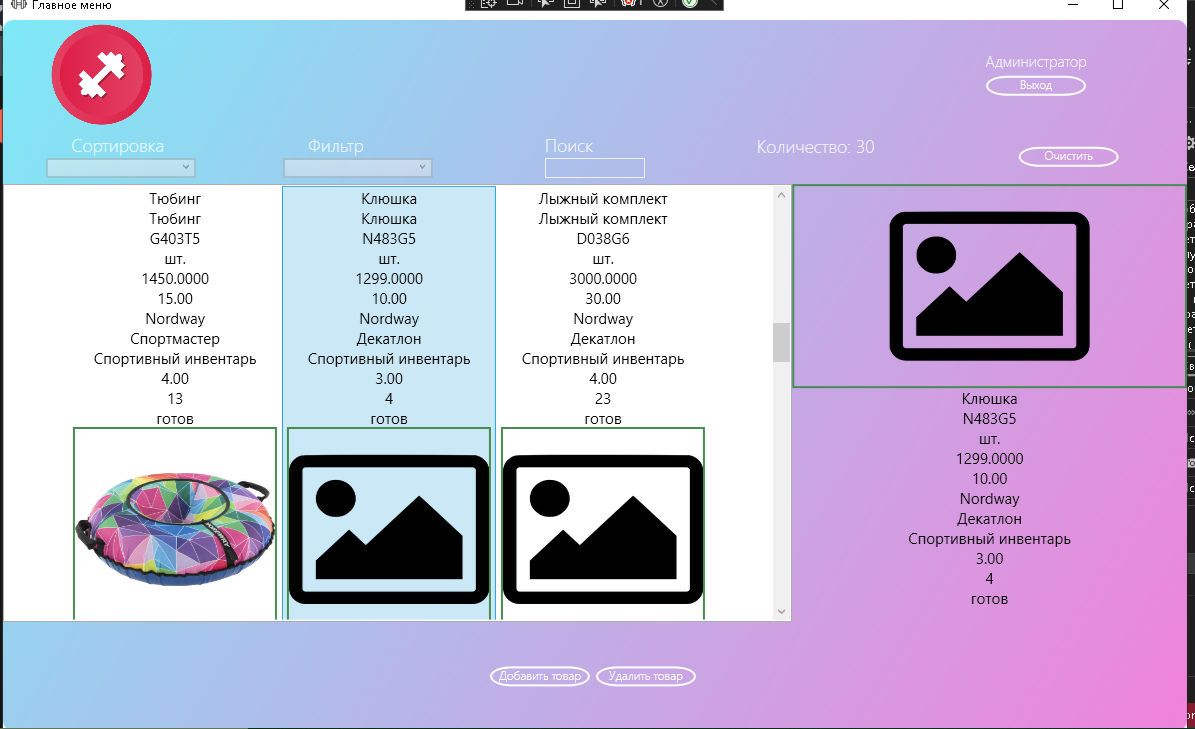 Главное меню
Администратор
Выход
Сортировка
Фильтр
Поиск
Количество: 30
Очистить
Тюбинг
Тюбинг
G403T5
шт.
1450.0000
15.00
Nordway
Спортмастер
Спортивный инвентарь
4.00
13
готов
Клюшка
Клюшка
N483G5
шт.
1299.0000
10.00
Nordway
Декатлон
Спортивный инвентарь
3.00
4
готов
Лыжный комплект
Лыжный комплект
D038G6
шт.
3000.0000
30.00
Nordway
Декатлон
Спортивный инвентарь
4.00
23
готов
Клюшка
N483G5
шт.
1299.0000
10.00
Nordway
Декатлон
Спортивный инвентарь
3.00
4
готов
Добавить товар
Удалить товар